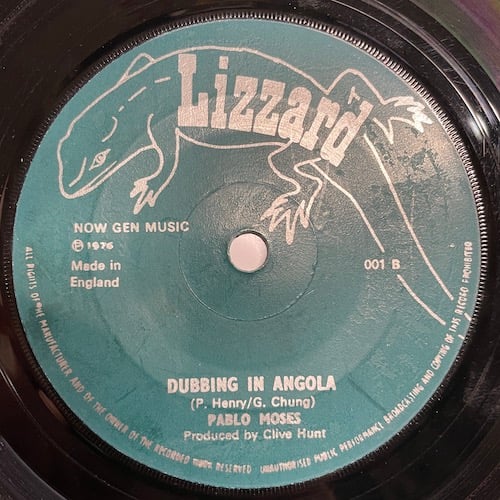 Lizzard
NOW GEN MUSIC
Ⓟ 1976
Made in
England
001 B
DUBBING IN ANGOLA
(P. Henry/G. Chung)
PABLO MOSES
Produced by Clive Hunt
ALL RIGHTS OF THE MANUFACTURER AND OF THE OWNER OF THE RECORDED WORK RESERVED UNAUTHORISED PUBLIC PERFORMANCE BROADCASTING AND COPYING OF THIS RECORD PROHIBITED